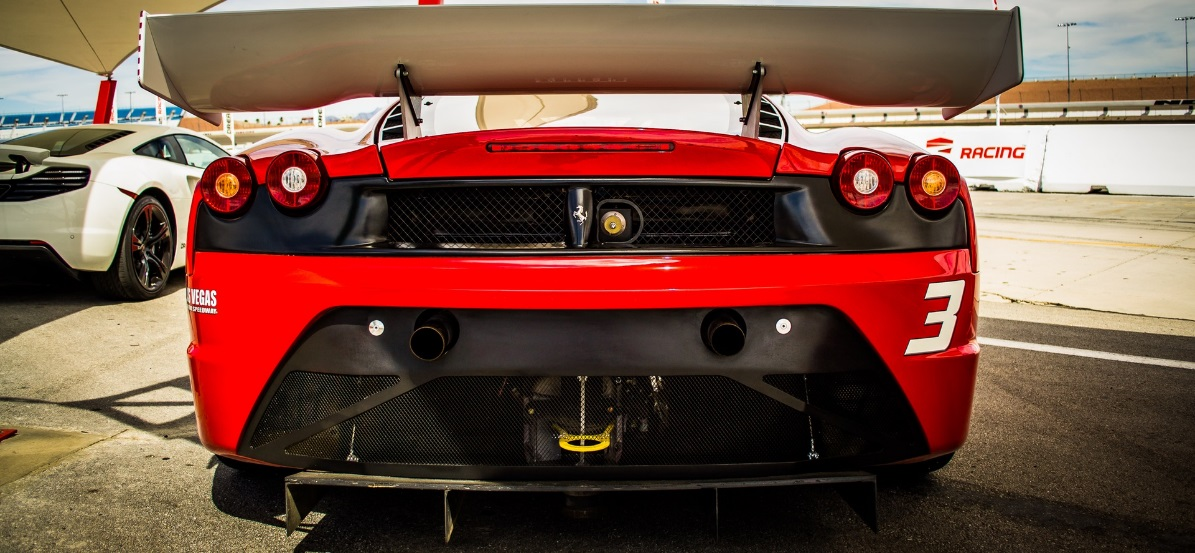 RACING
VEGAS
SPEEDWAY
3